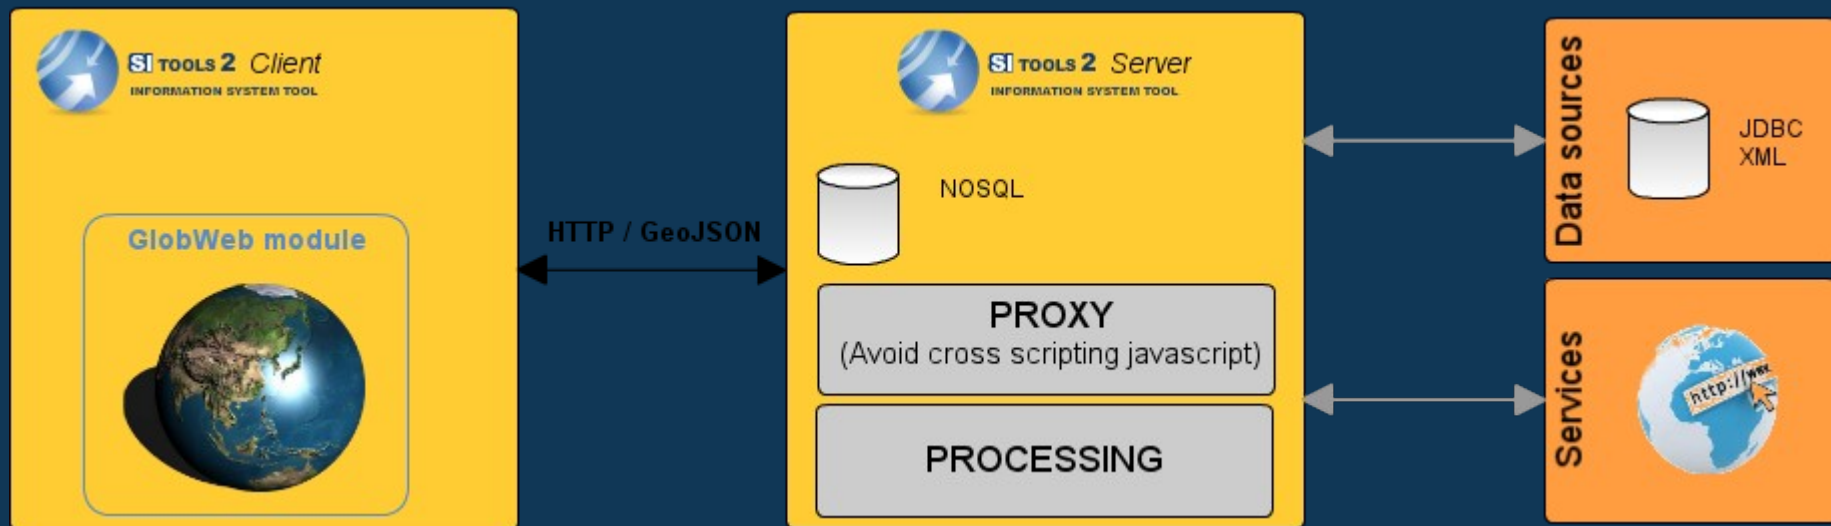 SI TOOLS 2 Client
INFORMATION SYSTEM TOOL
GlobWeb module
HTTP / GeoJSON
SI TOOLS 2 Server
INFORMATION SYSTEM TOOL
NOSQL
PROXY
(Avoid cross scripting javascript)
PROCESSING
Data sources
JDBC
XML
Services
http://www